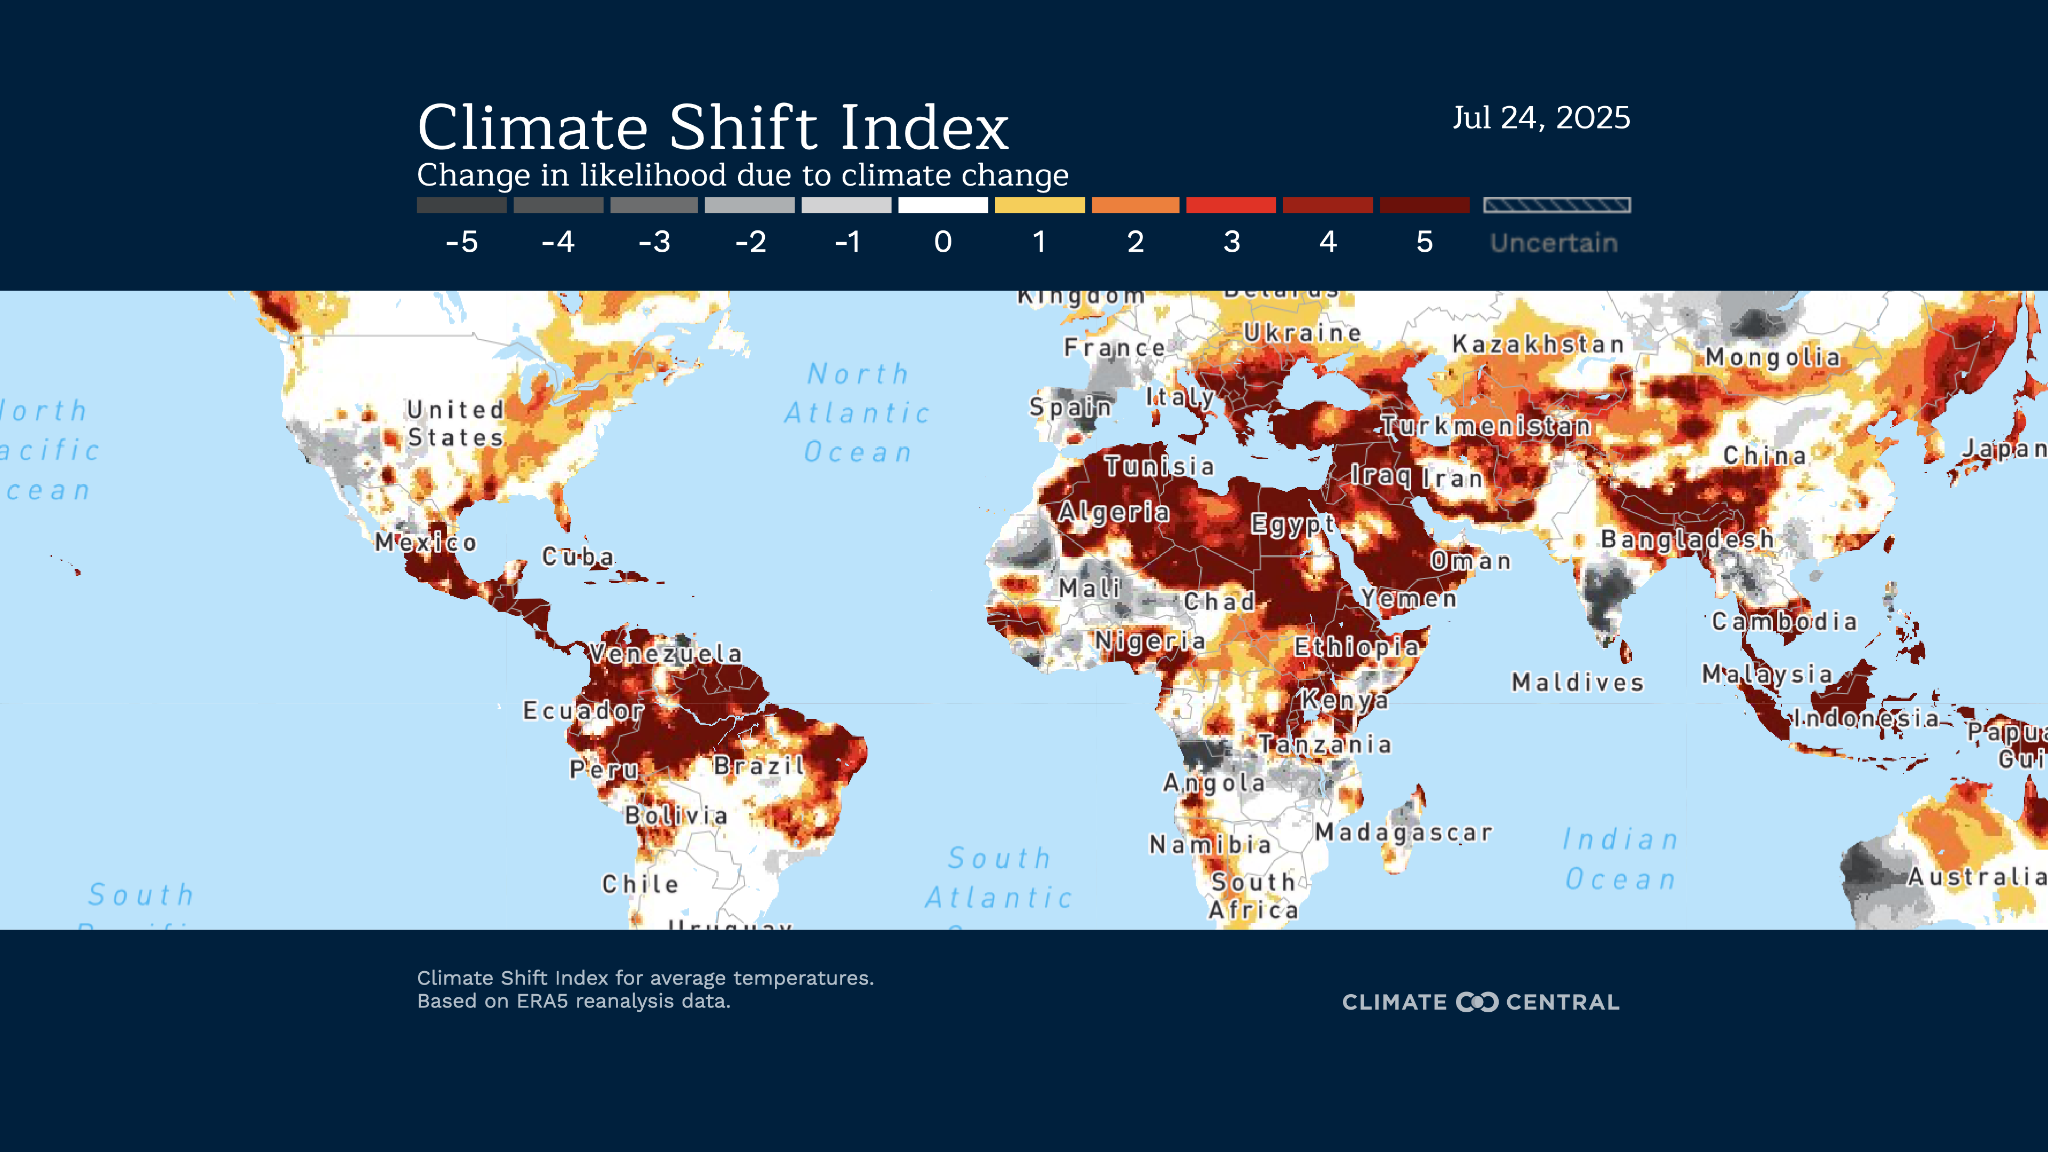 Climate Shift Index
Jul 24, 2025
Change in likelihood due to climate change
-5 -4 -3 -2 -1 0 1 2 3 4 5 Uncertain
Kingdom
Belarus
Ukraine
France
Kazakhstan
Mongolia
North
Atlantic
Ocean
Italy
Spain
United
States
Turkmenistan
China
Japan
Tunisia
Iraq
Iran
Algeria
Egypt
Mexico
Cuba
Bangladesh
Oman
Mali
Chad
Yemen
Cambodia
Nigeria
Ethiopia
Venezuela
Malaysia
Maldives
Kenya
Ecuador
Indonesia
Tanzania
Peru
Brazil
Angola
Bolivia
Madagascar
Namibia
Indian
Ocean
South
Atlantic
Chile
South
Africa
Australia
South
Uruguay
Climate Shift Index for average temperatures.
Based on ERA5 reanalysis data.
CLIMATE CENTRAL